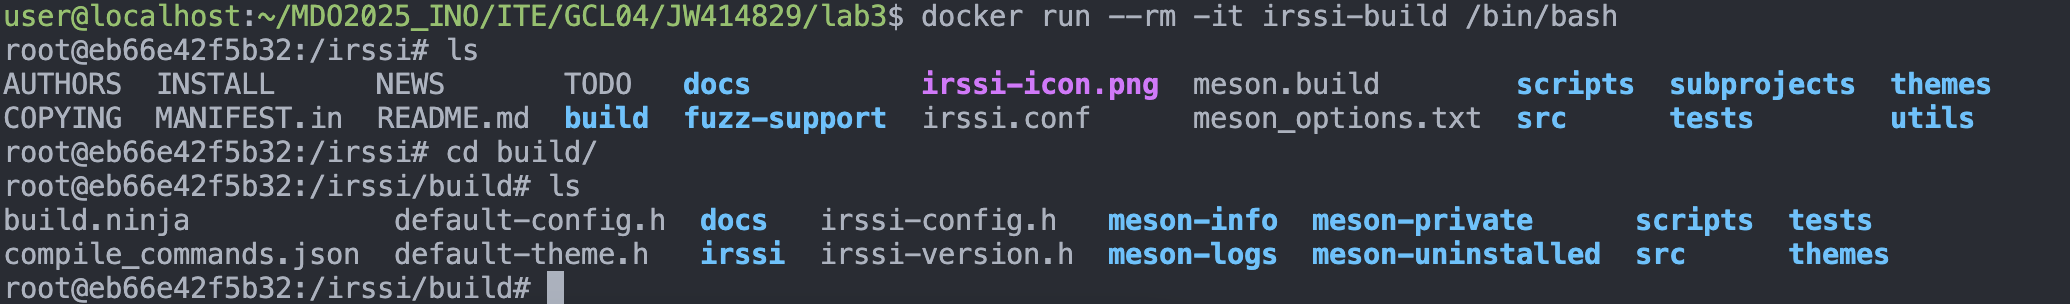 user@localhost:~/MDO2025_INO/ITE/GCL04/JW414829/lab3$ docker run --rm -it irssi-build /bin/bash
root@eb66e42f5b32:/irssi# ls
AUTHORS  INSTALL      NEWS       TODO   docs          irssi-icon.png  meson.build        scripts  subprojects  themes
COPYING  MANIFEST.in  README.md  build  fuzz-support  irssi.conf      meson_options.txt  src      tests        utils
root@eb66e42f5b32:/irssi# cd build/
root@eb66e42f5b32:/irssi/build# ls
build.ninja            default-config.h  docs   irssi-config.h   meson-info  meson-private      scripts  tests
compile_commands.json  default-theme.h   irssi  irssi-version.h  meson-logs  meson-uninstalled  src      themes
root@eb66e42f5b32:/irssi/build#